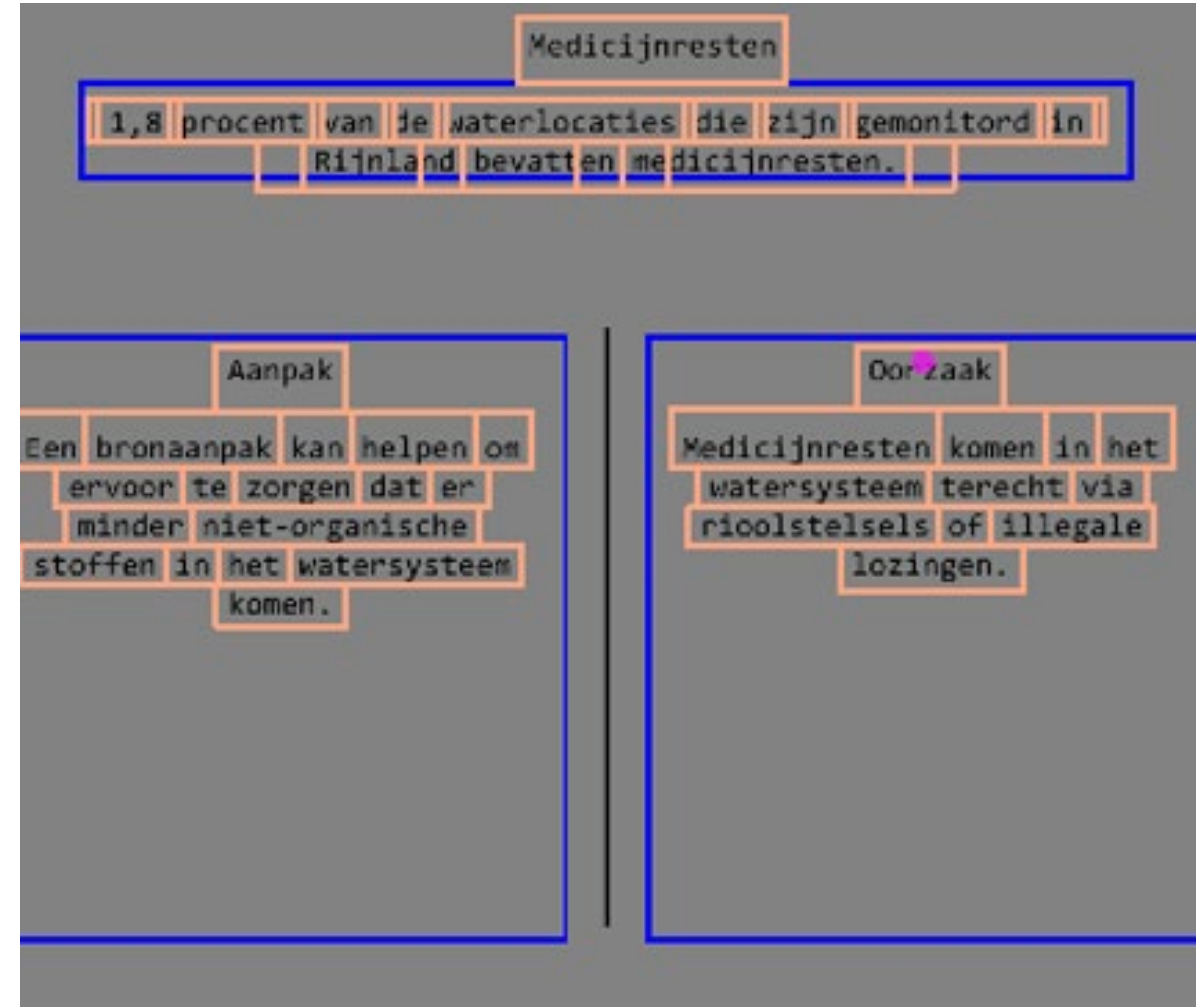 Medicijnresten
1,8 procent van de waterlocaties die zijn gemonitord in
Rijnland bevatten medicijnresten.
Aanpak
Een bronaanpak kan helpen om
ervoor te zorgen dat er
minder niet-organische
stoffen in het watersysteem
komen.
Oorzaak
Medicijnresten komen in het
watersysteem terecht via
rioolstelsels of illegale
lozingen.